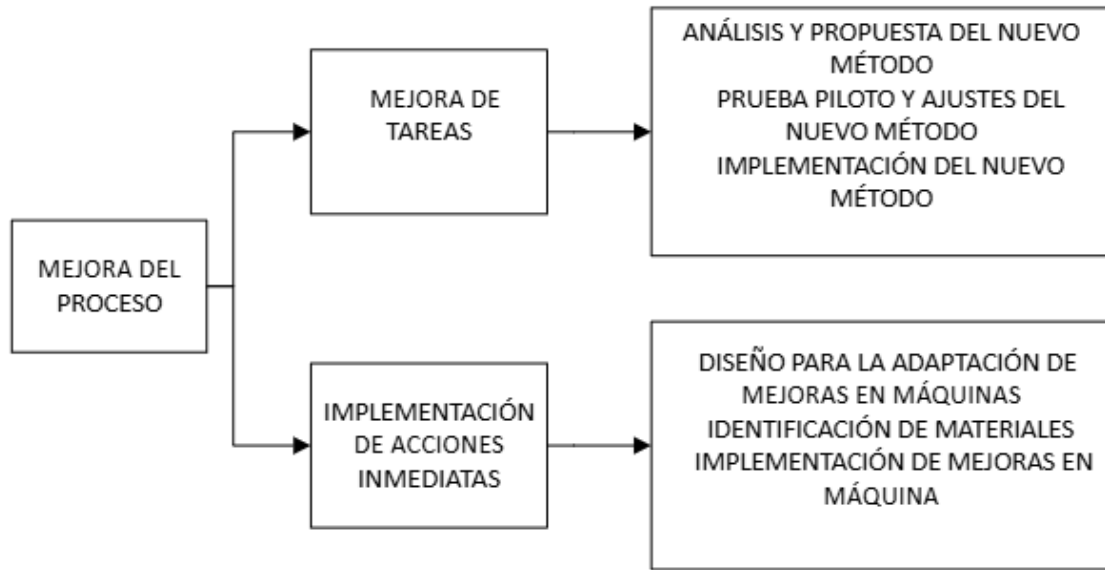 MEJORA DEL
PROCESO
MEJORA DE
TAREAS
ANÁLISIS Y PROPUESTA DEL NUEVO
MÉTODO
PRUEBA PILOTO Y AJUSTES DEL
NUEVO MÉTODO
IMPLEMENTACIÓN DEL NUEVO
MÉTODO
IMPLEMENTACIÓN
DE ACCIONES
INMEDIATAS
DISEÑO PARA LA ADAPTACIÓN DE
MEJORAS EN MÁQUINAS
IDENTIFICACIÓN DE MATERIALES
IMPLEMENTACIÓN DE MEJORAS EN
MÁQUINA